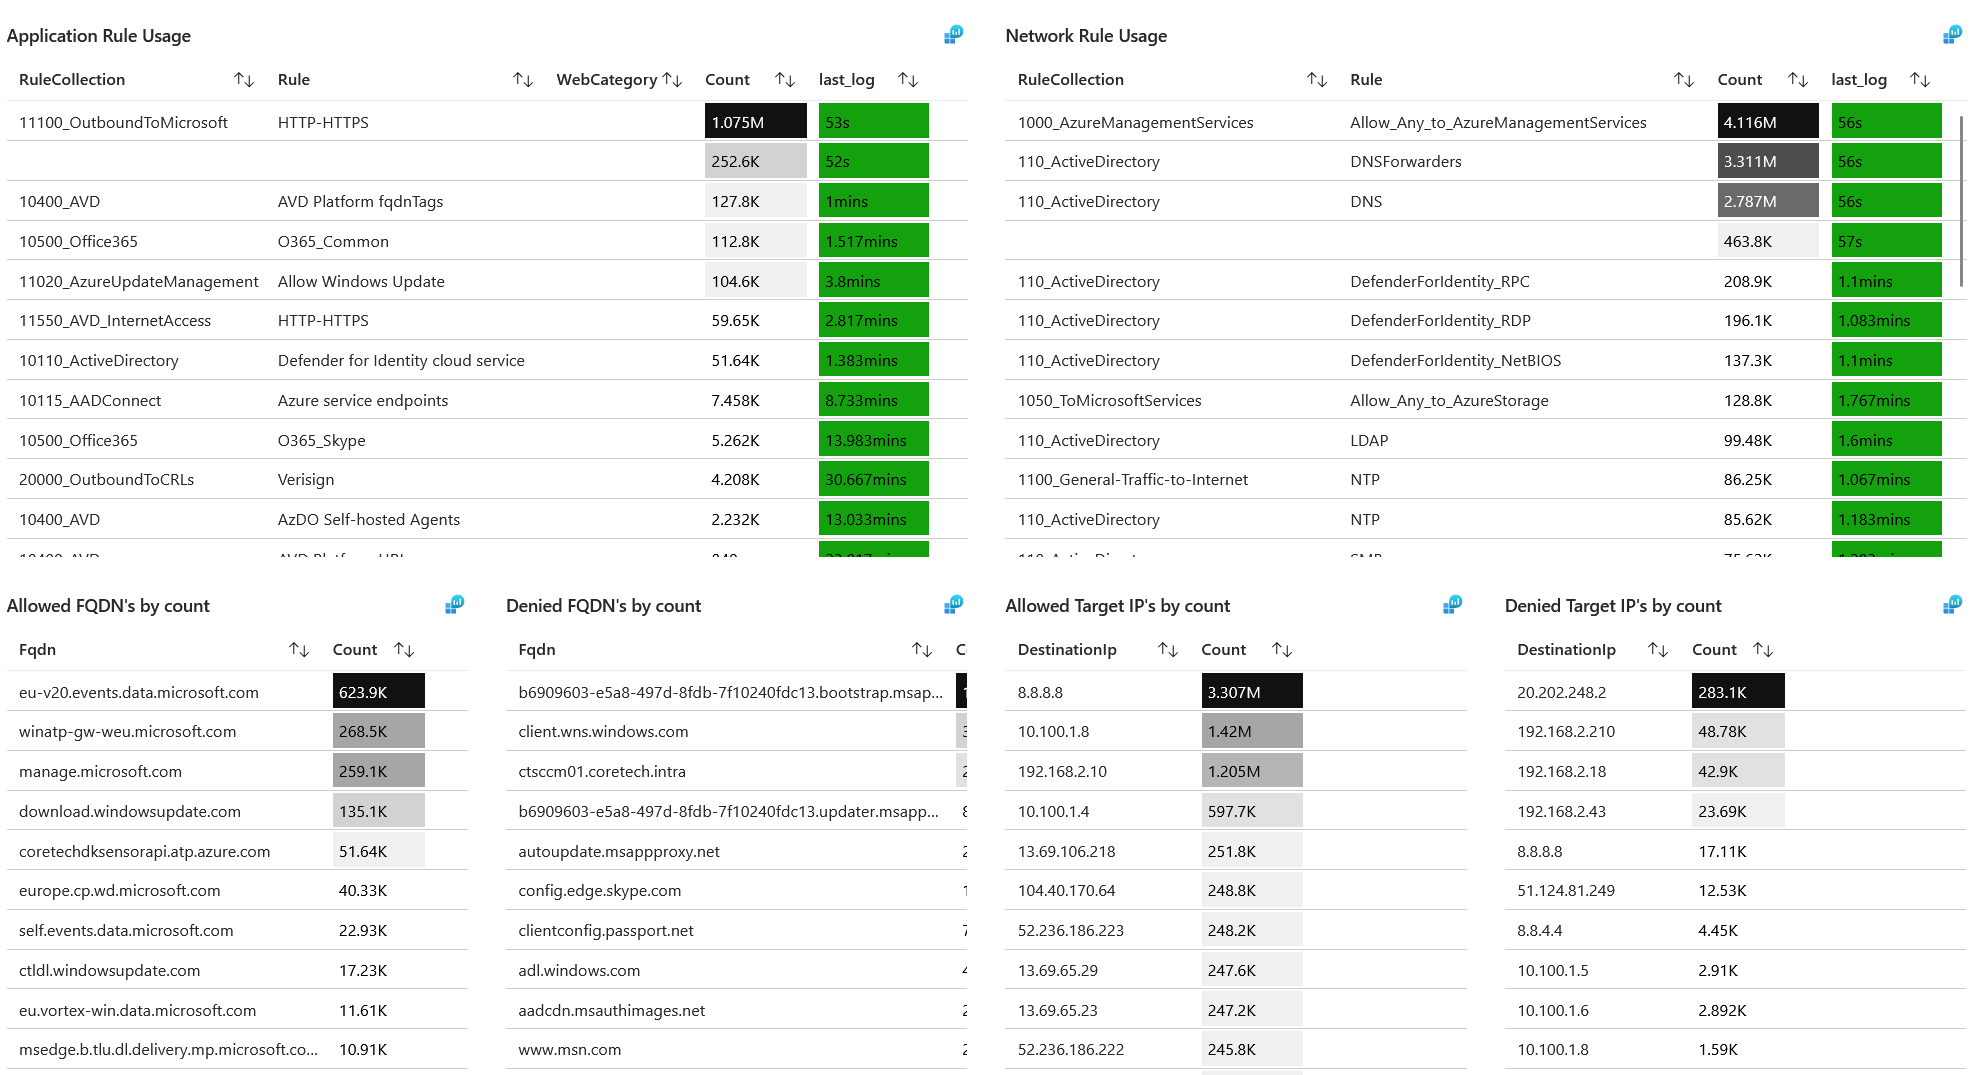 Application Rule Usage
RuleCollection Rule WebCategory Count last_log
11100_OutboundToMicrosoft HTTP-HTTPS 1.075M 53s
252.6K 52s
10400_AVD AVD Platform fqdnTags 127.8K 1mins
10500_Office365 O365_Common 112.8K 1.517mins
11020_AzureUpdateManagement Allow Windows Update 104.6K 3.8mins
11550_AVD_InternetAccess HTTP-HTTPS 59.65K 2.817mins
10110_ActiveDirectory Defender for Identity cloud service 51.64K 1.383mins
10115_AADConnect Azure service endpoints 7.458K 8.733mins
10500_Office365 O365_Skype 5.262K 13.983mins
20000_OutboundToCRLs Verisign 4.208K 30.667mins
10400_AVD AzDO Self-hosted Agents 2.232K 13.033mins
Network Rule Usage
RuleCollection Rule Count last_log
1000_AzureManagementServices Allow_Any_to_AzureManagementServices 4.116M 56s
110_ActiveDirectory DNSForwarders 3.311M 56s
110_ActiveDirectory DNS 2.787M 56s
463.8K 57s
110_ActiveDirectory DefenderForIdentity_RPC 208.9K 1.1mins
110_ActiveDirectory DefenderForIdentity_RDP 196.1K 1.083mins
110_ActiveDirectory DefenderForIdentity_NetBIOS 137.3K 1.1mins
1050_ToMicrosoftServices Allow_Any_to_AzureStorage 128.8K 1.767mins
110_ActiveDirectory LDAP 99.48K 1.6mins
1100_General-Traffic-to-Internet NTP 86.25K 1.067mins
110_ActiveDirectory NTP 85.62K 1.183mins
Allowed FQDN's by count
Fqdn Count
eu-v20.events.data.microsoft.com 623.9K
winatp-gw-weu.microsoft.com 268.5K
manage.microsoft.com 259.1K
download.windowsupdate.com 135.1K
coretechdksensorapi.atp.azure.com 51.64K
europe.cp.wd.microsoft.com 40.33K
self.events.data.microsoft.com 22.93K
ctldl.windowsupdate.com 17.23K
eu.vortex-win.data.microsoft.com 11.61K
msedge.b.tlu.dl.delivery.mp.microsoft.co... 10.91K
Denied FQDN's by count
Fqdn
b6909603-e5a8-497d-8fdb-7f10240fdc13.bootstrap.msap...
client.wns.windows.com
ctsccm01.coretech.intra
b6909603-e5a8-497d-8fdb-7f10240fdc13.updater.msapp...
autoupdate.msappproxy.net
config.edge.skype.com
clientconfig.passport.net
adl.windows.com
aadcdn.msauthimages.net
www.msn.com
Allowed Target IP's by count
DestinationIp Count
8.8.8.8 3.307M
10.100.1.8 1.42M
192.168.2.10 1.205M
10.100.1.4 597.7K
13.69.106.218 251.8K
104.40.170.64 248.8K
52.236.186.223 248.2K
13.69.65.29 247.6K
13.69.65.23 247.2K
52.236.186.222 245.8K
Denied Target IP's by count
DestinationIp Count
20.202.248.2 283.1K
192.168.2.210 48.78K
192.168.2.18 42.9K
192.168.2.43 23.69K
8.8.8.8 17.11K
51.124.81.249 12.53K
8.8.4.4 4.45K
10.100.1.5 2.91K
10.100.1.6 2.892K
10.100.1.8 1.59K